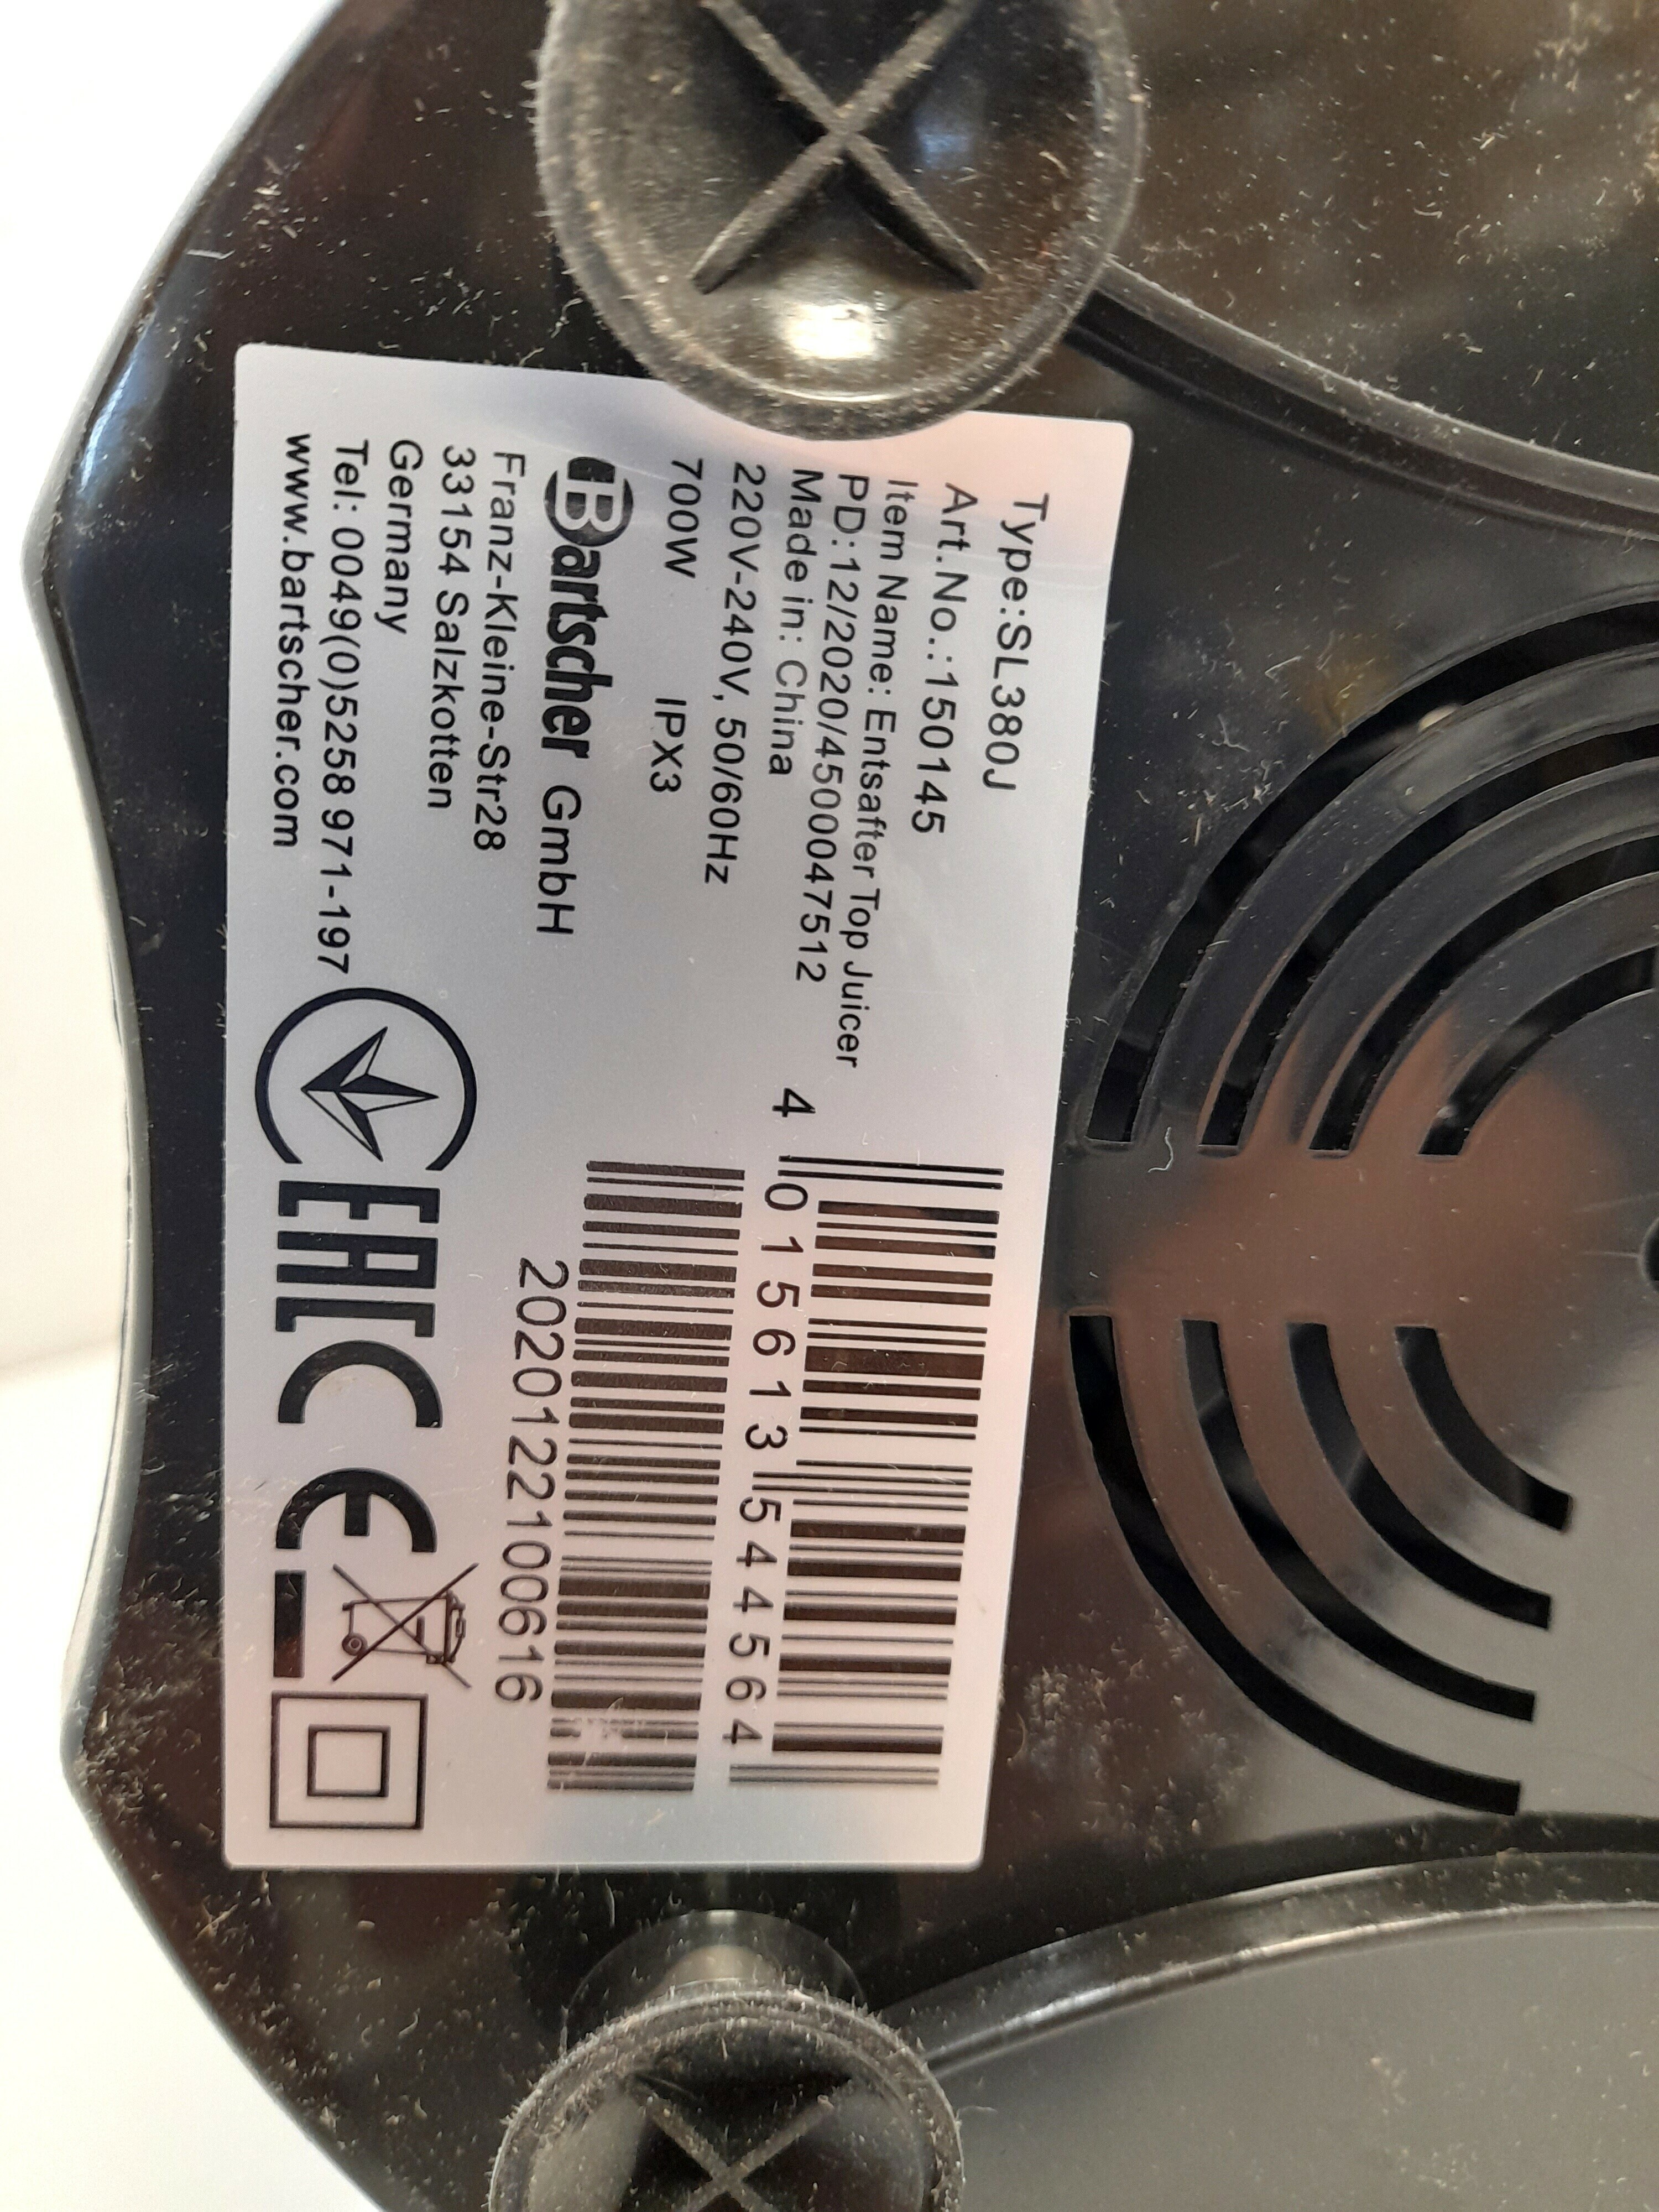 Type:SL380J
Art.No.:150145
Item Name: Entsafter Top Juicer
PD:12/2020/4500047512
Made in: China
220V-240V, 50/60Hz
700W IPX3
Bartscher GmbH
Franz-Kleine-Str28
33154 Salzkotten
Germany
Tel: 0049(0)5258 971-197
www.bartscher.com
4 015613 544564
2020122100616
EAC CE